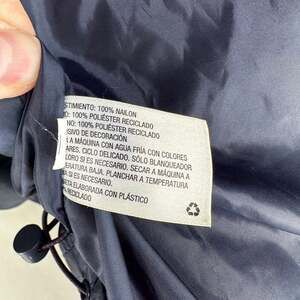 STIMIENTO: 100% NAILON
O: 100% POLIÉSTER RECICLADO
NO: 100% POLIÉSTER RECICLADO
SIVO DE DECORACIÓN
A A MÁQUINA CON AGUA FRÍA CON COLORES
ARES. CICLO DELICADO. SÓLO BLANQUEADOR
LORO SI ES NECESARIO. SECAR A MÁQUINA A
ERATURA BAJA. PLANCHAR A TEMPERATURA
SI ES NECESARIO.
ETA ELABORADA CON PLÁSTICO
RECICLADO